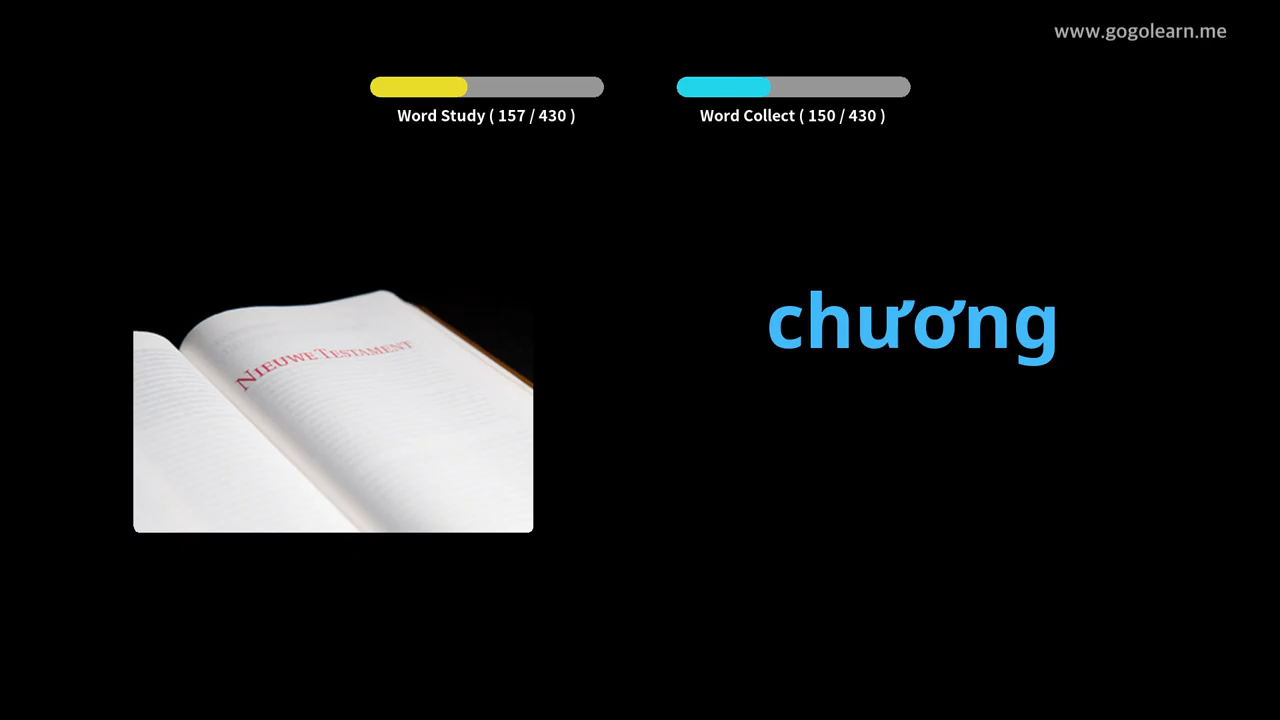 www.gogolearn.me
Word Study ( 157 / 430 )
Word Collect ( 150 / 430 )
NIEUWE TESTAMENT
chương